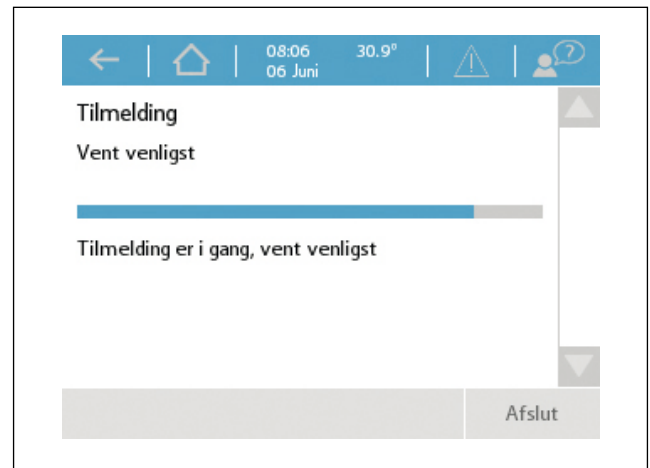 08:06 30.9°
06 Juni
?
Tilmelding
Vent venligst
Tilmelding er i gang, vent venligst
Afslut